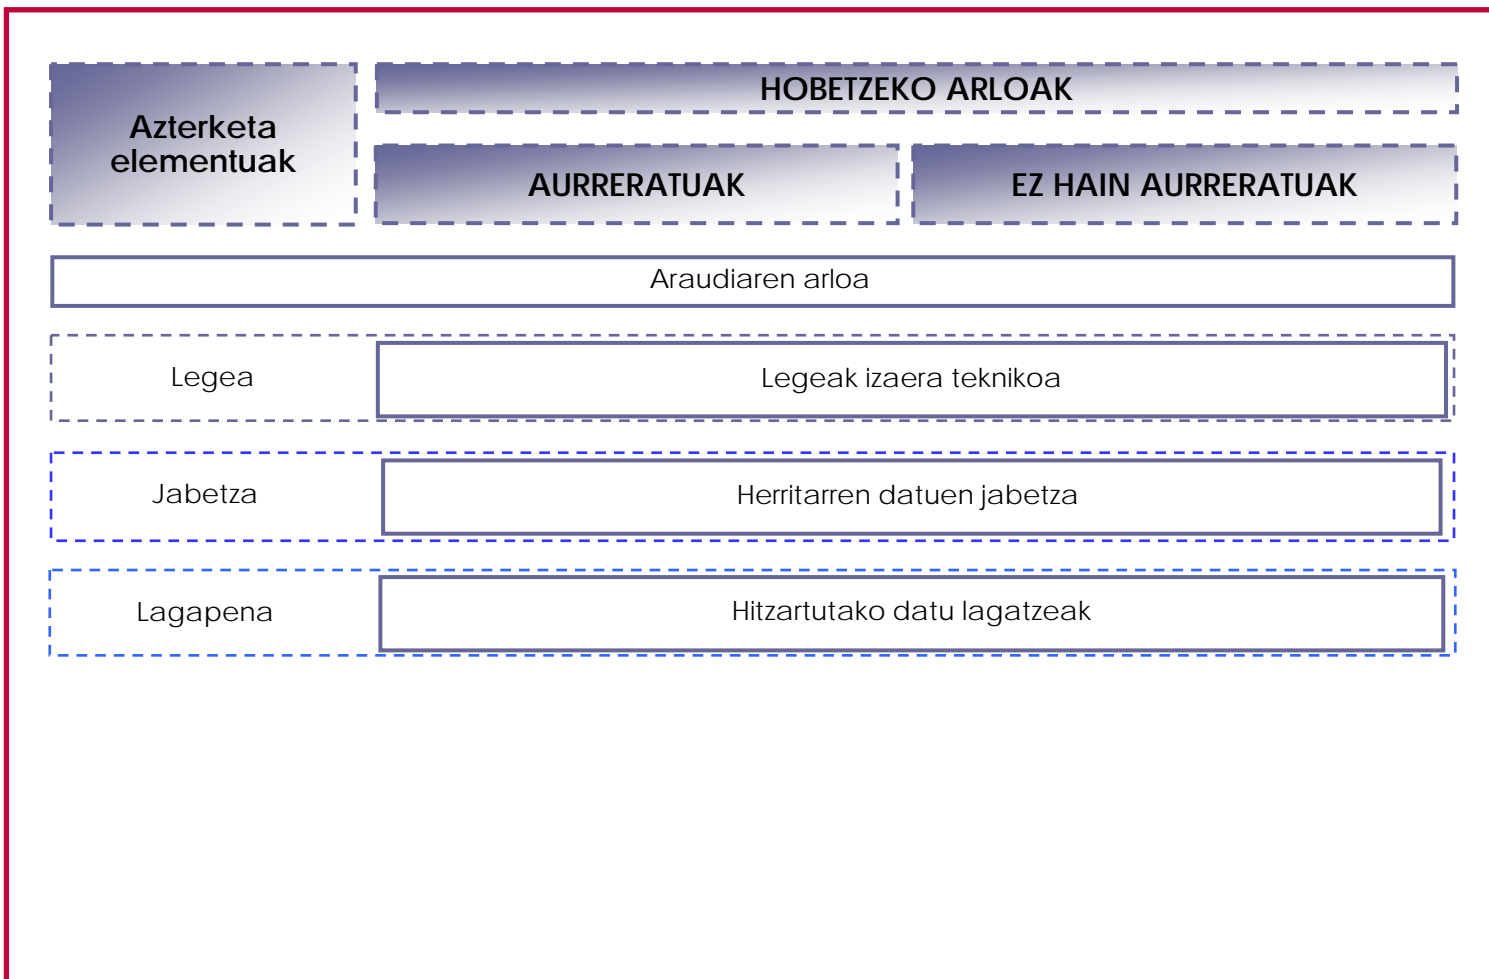 Azterketa
elementuak
HOBETZEKO ARLOAK
AURRERATUAK
EZ HAIN AURRERATUAK
Araudiaren arloa
Legea
Legeak izaera teknikoa
Jabetza
Herritarren datuen jabetza
Lagapena
Hitzartutako datu lagatzeak